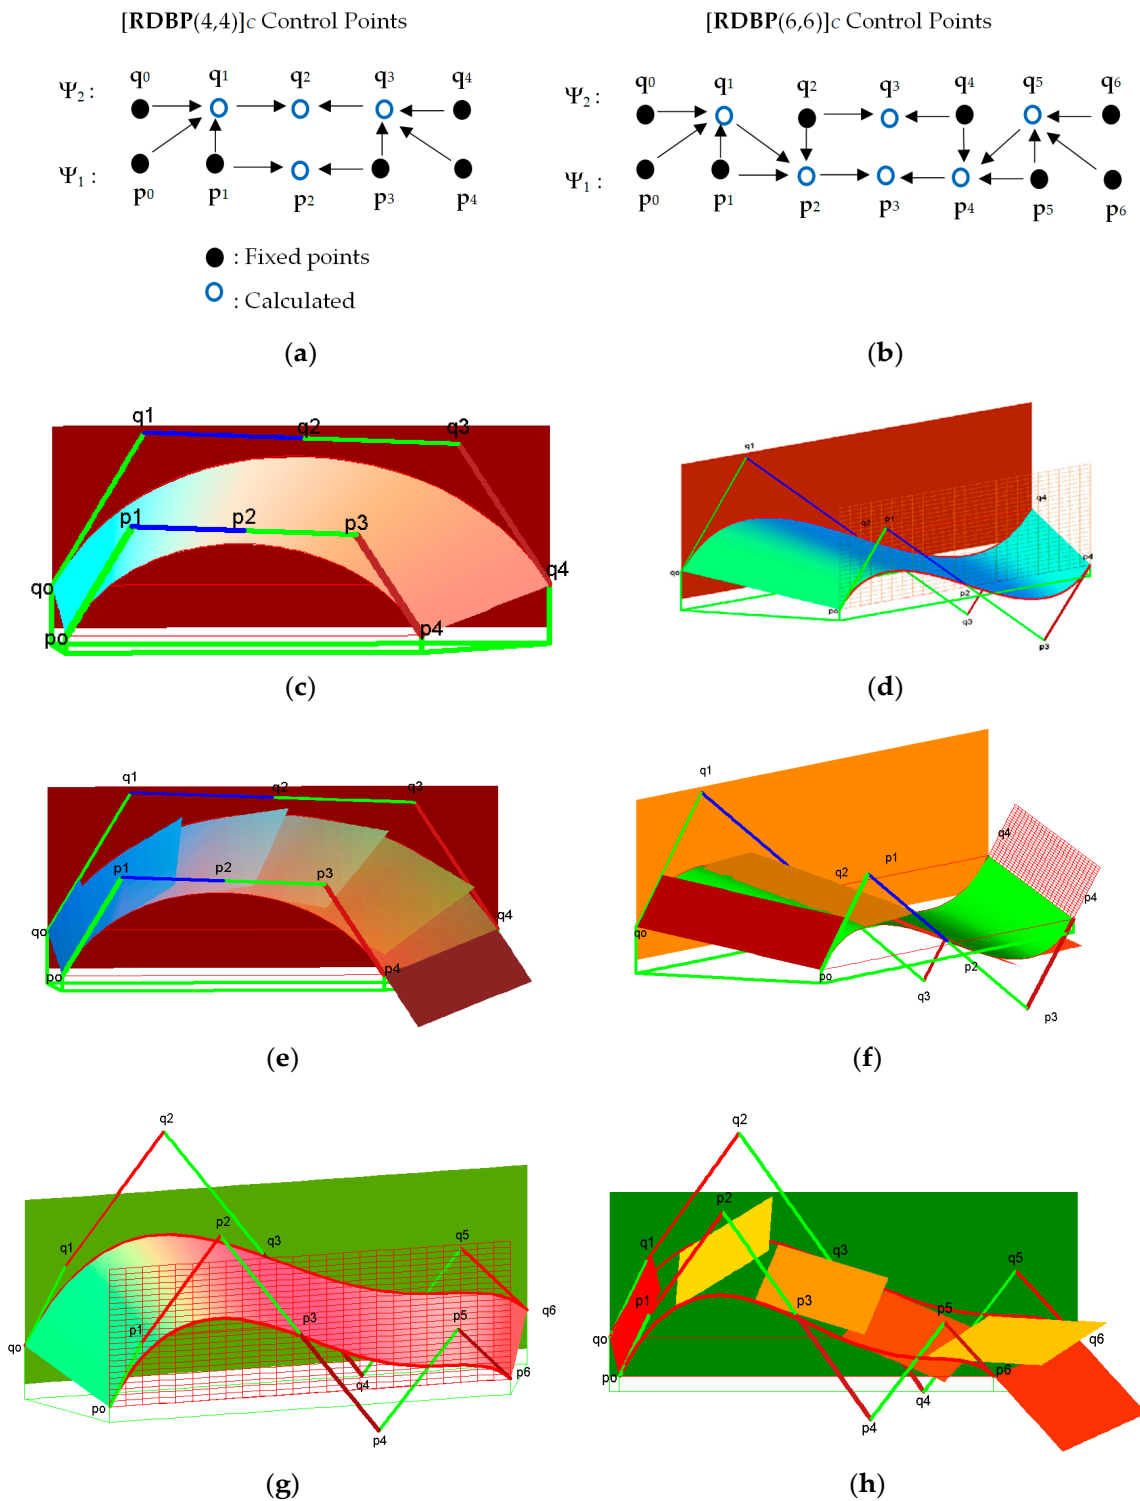 [RDBP(4,4)]c Control Points
[RDBP(6,6)]c Control Points
Ψ2 : q0 q1 q2 q3 q4
Ψ1 : p0 p1 p2 p3 p4
: Fixed points
: Calculated
Ψ2 : q0 q1 q2 q3 q4 q5 q6
Ψ1 : p0 p1 p2 p3 p4 p5 p6
(a)
(b)
q1 q2 q3
p1 p2 p3
qo q4
po p4
(c)
q1
q4
q2 p1
qo p4
p2
po q3
p3
(d)
q1 q2 q3
p1 p2 p3
qo q4
po p4
(e)
q1
q4
q2 p1
p4
qo
po p2
q3
p3
(f)
q2
p2
q1 q3 q5
p1 p3 p5
qo q6
po q4 p6
p4
(g)
q2
p2
q1 q3 q5
p1 p3 p5
qo q6
po p6
q4
p4
(h)